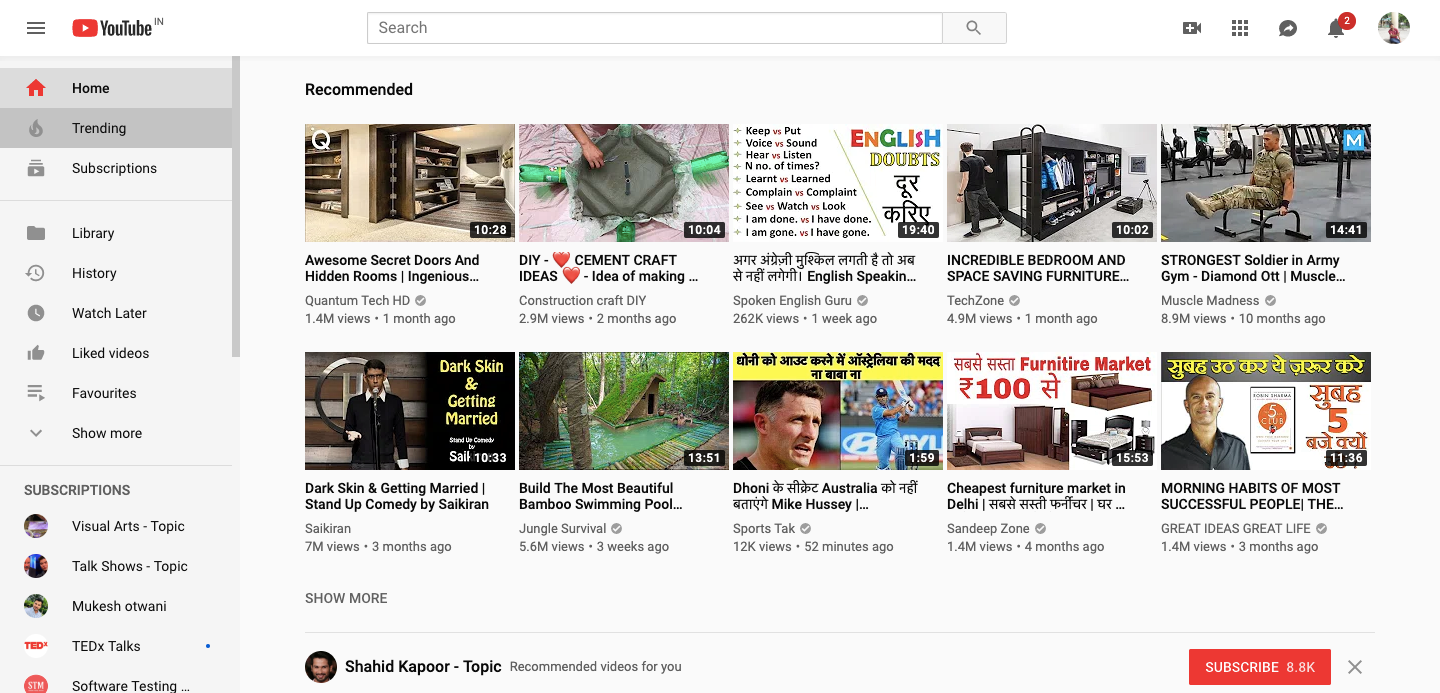 YouTube IN
Search
2
Home
Trending
Subscriptions
Library
History
Watch Later
Liked videos
Favourites
Show more
SUBSCRIPTIONS
Visual Arts - Topic
Talk Shows - Topic
Mukesh otwani
TEDx TEDx Talks
STM Software Testing ...
Recommended
Q
10:28
Awesome Secret Doors And
Hidden Rooms | Ingenious...
Quantum Tech HD
1.4M views • 1 month ago
10:04
DIY - ❤️ CEMENT CRAFT
IDEAS ❤️ - Idea of making ...
Construction craft DIY
2.9M views • 2 months ago
Keep vs Put
Voice vs Sound
Hear vs Listen
N no. of times?
Learnt vs Learned
Complain vs Complaint
See vs Watch vs Look
I am done. vs I have done.
I am gone. vs I have gone.
ENGLISH
DOUBTS
दूर
करिए
19:40
अगर अंग्रेज़ी मुश्किल लगती है तो अब
से नहीं लगेगी। English Speakin...
Spoken English Guru
262K views • 1 week ago
10:02
INCREDIBLE BEDROOM AND
SPACE SAVING FURNITURE...
TechZone
4.9M views • 1 month ago
M
14:41
STRONGEST Soldier in Army
Gym - Diamond Ott | Muscle...
Muscle Madness
8.9M views • 10 months ago
Dark Skin
&
Getting
Married
Stand Up Comedy
by
10:33
Dark Skin & Getting Married |
Stand Up Comedy by Saikiran
Saikiran
7M views • 3 months ago
13:51
Build The Most Beautiful
Bamboo Swimming Pool...
Jungle Survival
5.6M views • 3 weeks ago
धोनी को आउट करने में ऑस्ट्रेलिया की मदद
ना बाबा ना
1:59
Dhoni के सीक्रेट Australia को नहीं
बताएंगे Mike Hussey |...
Sports Tak
12K views • 52 minutes ago
सबसे सस्ता Furnitire Market
₹100 से
15:53
Cheapest furniture market in
Delhi | सबसे सस्ती फर्नीचर | घर ...
Sandeep Zone
1.4M views • 4 months ago
सुबह उठ कर ये ज़रूर करे
ROBIN SHARMA
5
CLUB
सुबह
5
बजे क्यों
11:36
MORNING HABITS OF MOST
SUCCESSFUL PEOPLE| THE...
GREAT IDEAS GREAT LIFE
1.4M views • 3 months ago
SHOW MORE
Shahid Kapoor - Topic Recommended videos for you
SUBSCRIBE 8.8K